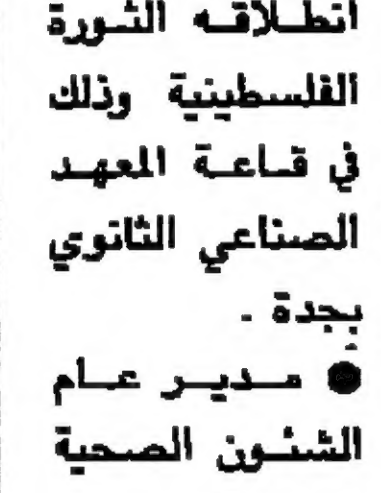 انطلاقه الثورة
الفلسطينية وذلك
في قاعة المعهد
الصناعي الثانوي
بجدة .
● مدير عام
الشئون الصحية